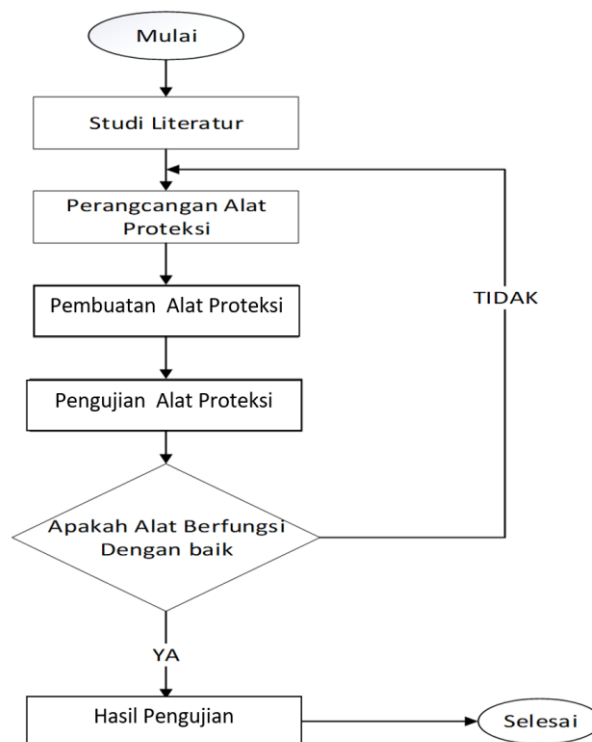 Mulai
Studi Literatur
Perangcangan Alat
Proteksi
Pembuatan Alat Proteksi
TIDAK
Pengujian Alat Proteksi
Apakah Alat Berfungsi
Dengan baik
YA
Hasil Pengujian
Selesai